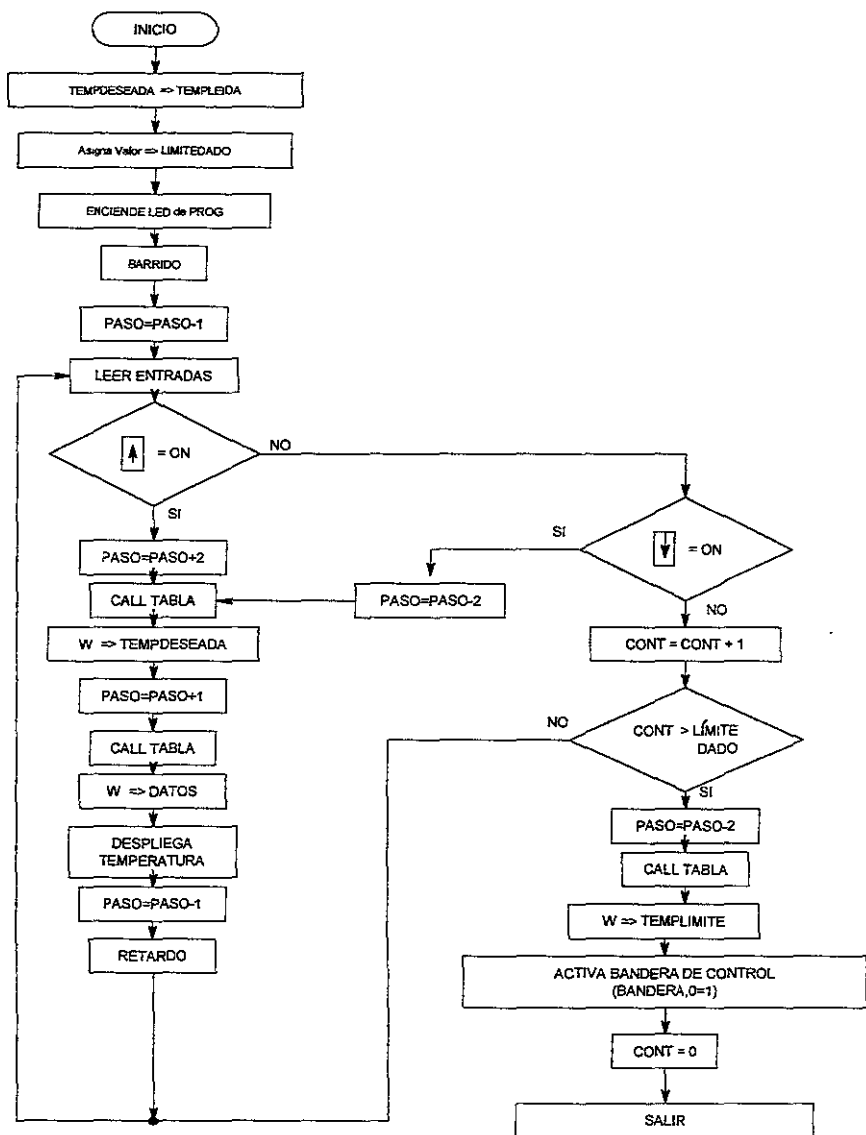 INICIO
TEMPDESEADA => TEMPLEIDA
Asigna Valor => LIMITEDADO
ENCIENDE LED de PROG
BARRIDO
PASO=PASO-1
LEER ENTRADAS
= ON
NO
SI
PASO=PASO+2
CALL TABLA
W => TEMPDESEADA
PASO=PASO+1
CALL TABLA
W => DATOS
DESPLIEGA
TEMPERATURA
PASO=PASO-1
RETARDO
SI
= ON
PASO=PASO-2
NO
CONT = CONT + 1
NO
CONT > LIMITE
DADO
SI
PASO=PASO-2
CALL TABLA
W => TEMPLIMITE
ACTIVA BANDERA DE CONTROL
(BANDERA,0=1)
CONT = 0
SALIR